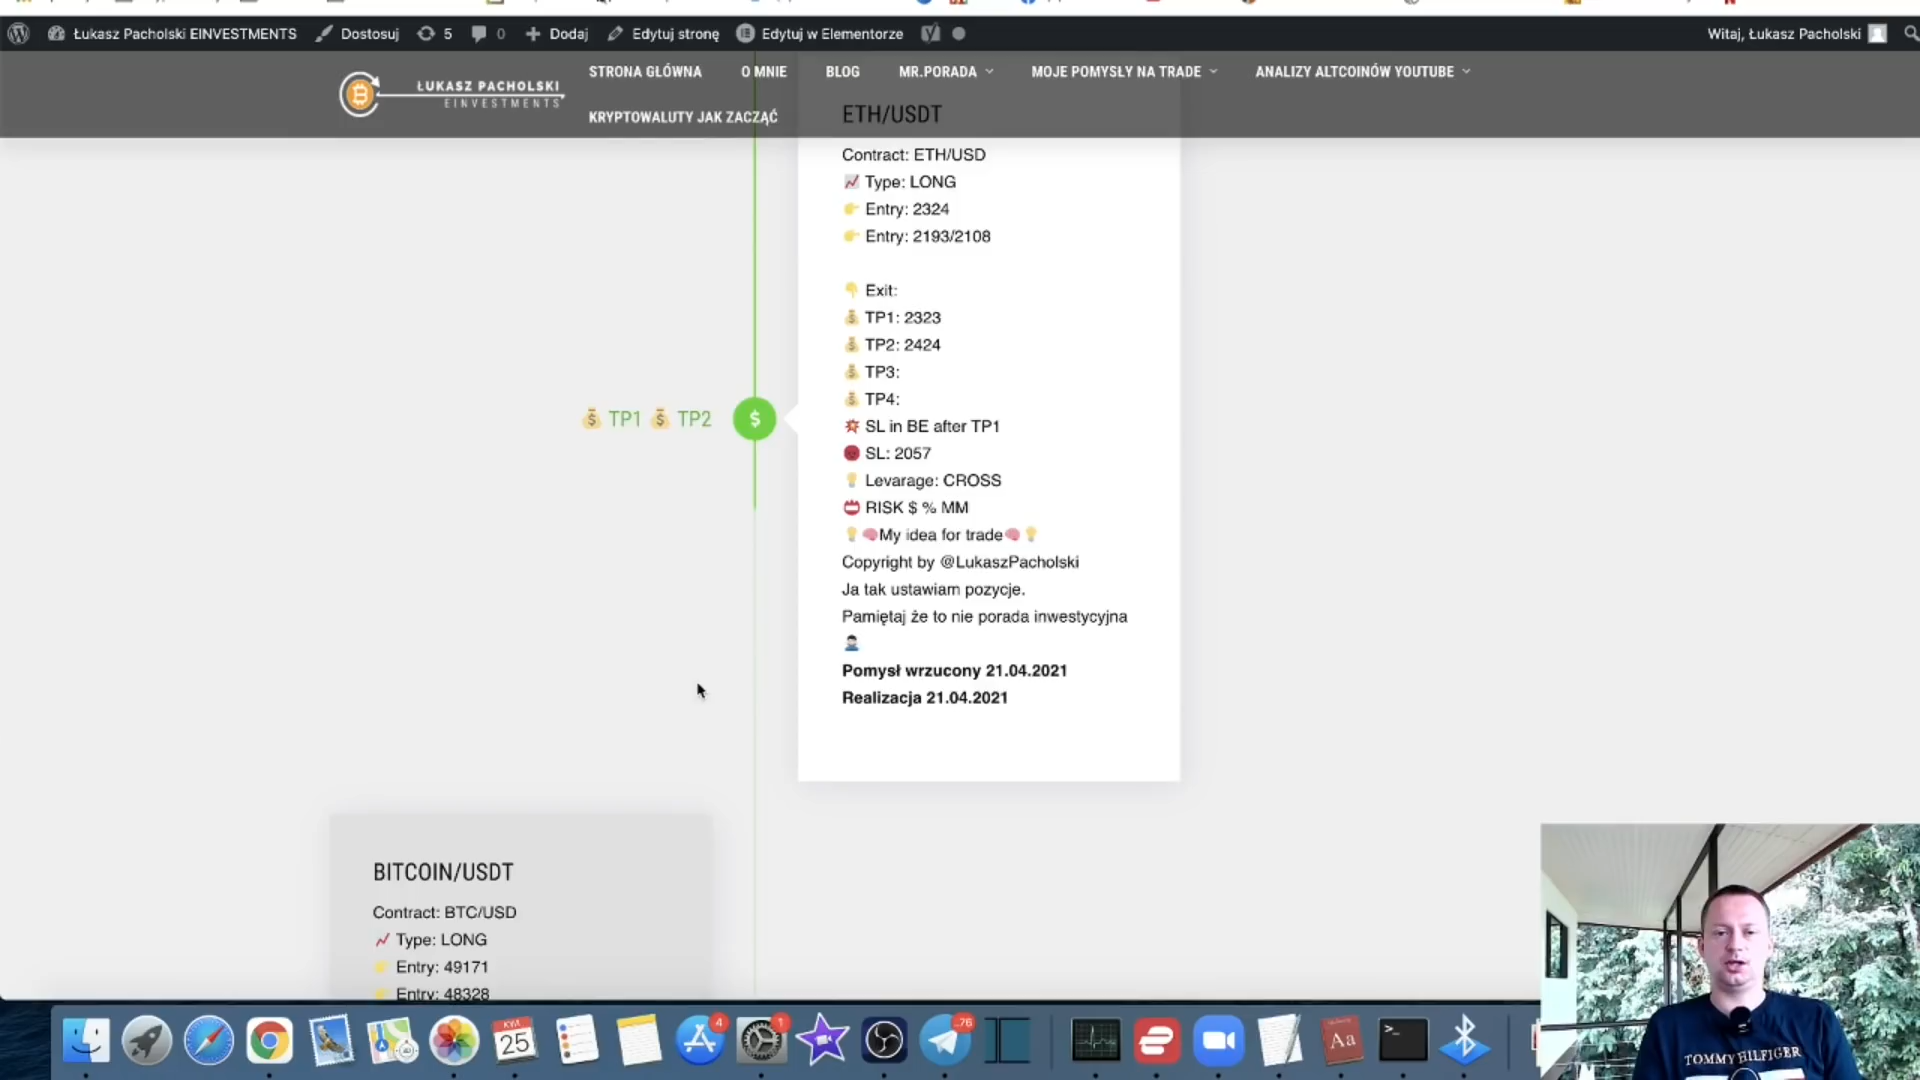 Łukasz Pacholski EINVESTMENTS
Dostosuj
5
0
Dodaj
Edytuj stronę
Edytuj w Elementorze
Witaj, Łukasz Pacholski
ŁUKASZ PACHOLSKI
EINVESTMENTS
STRONA GŁÓWNA
O MNIE
BLOG
MR.PORADA
MOJE POMYSŁY NA TRADE
ANALIZY ALTCOINÓW YOUTUBE
KRYPTOWALUTY JAK ZACZĄĆ
ETH/USDT
Contract: ETH/USD
Type: LONG
Entry: 2324
Entry: 2193/2108
Exit:
TP1: 2323
TP2: 2424
TP3:
TP4:
SL in BE after TP1
SL: 2057
Levarage: CROSS
RISK $ % MM
My idea for trade
Copyright by @LukaszPacholski
Ja tak ustawiam pozycje.
Pamiętaj że to nie porada inwestycyjna
Pomysł wrzucony 21.04.2021
Realizacja 21.04.2021
TP1 TP2
$
BITCOIN/USDT
Contract: BTC/USD
Type: LONG
Entry: 49171
Entry: 48328
KWI
25
4
1
76
Aa
TOMMY HILFIGER